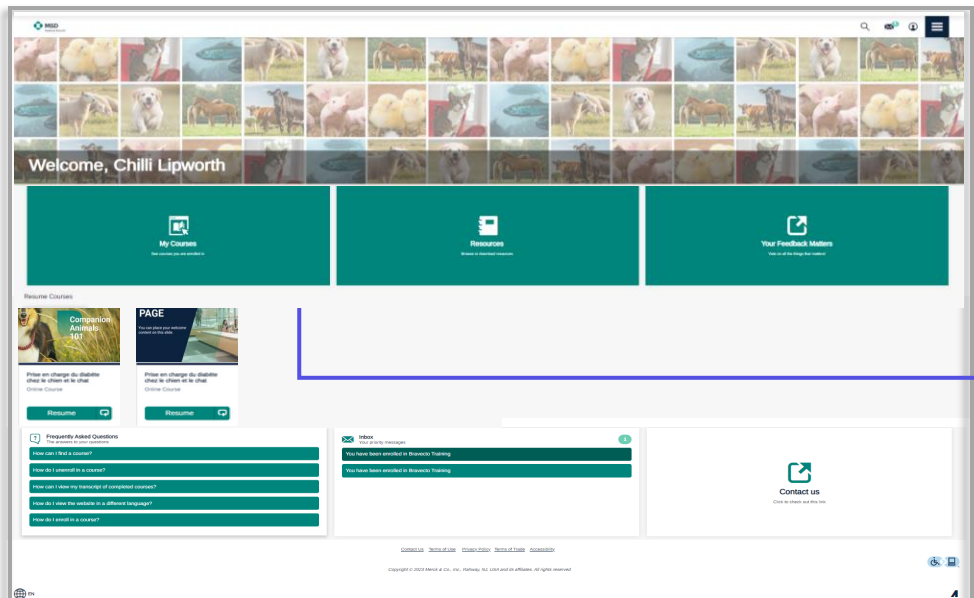 MSD
Welcome, Chilli Lipworth
My Courses
See courses you are enrolled in
Resources
Browse or download resources
Your Feedback Matters
Vote on all the things that matters!
Resume Courses
Companion
Animals
101
Prise en charge du diabète
chez le chien et le chat
Online Course
Resume
PAGE
You can place your welcome
content on this slide.
Prise en charge du diabète
chez le chien et le chat
Online Course
Resume
Frequently Asked Questions
The answers to your questions
How can I find a course?
How do I unenroll in a course?
How can I view my transcript of completed courses?
How do I view the website in a different language?
How do I enroll in a course?
Inbox
Your priority messages
You have been enrolled in Bravecto Training
You have been enrolled in Bravecto Training
Contact us
Click to check out this link
Contact Us Terms of Use Privacy Policy Terms of Trade Accessibility
Copyright © 2023 Merck & Co., Inc., Rahway, NJ, USA and its affiliates. All rights reserved
EN
4